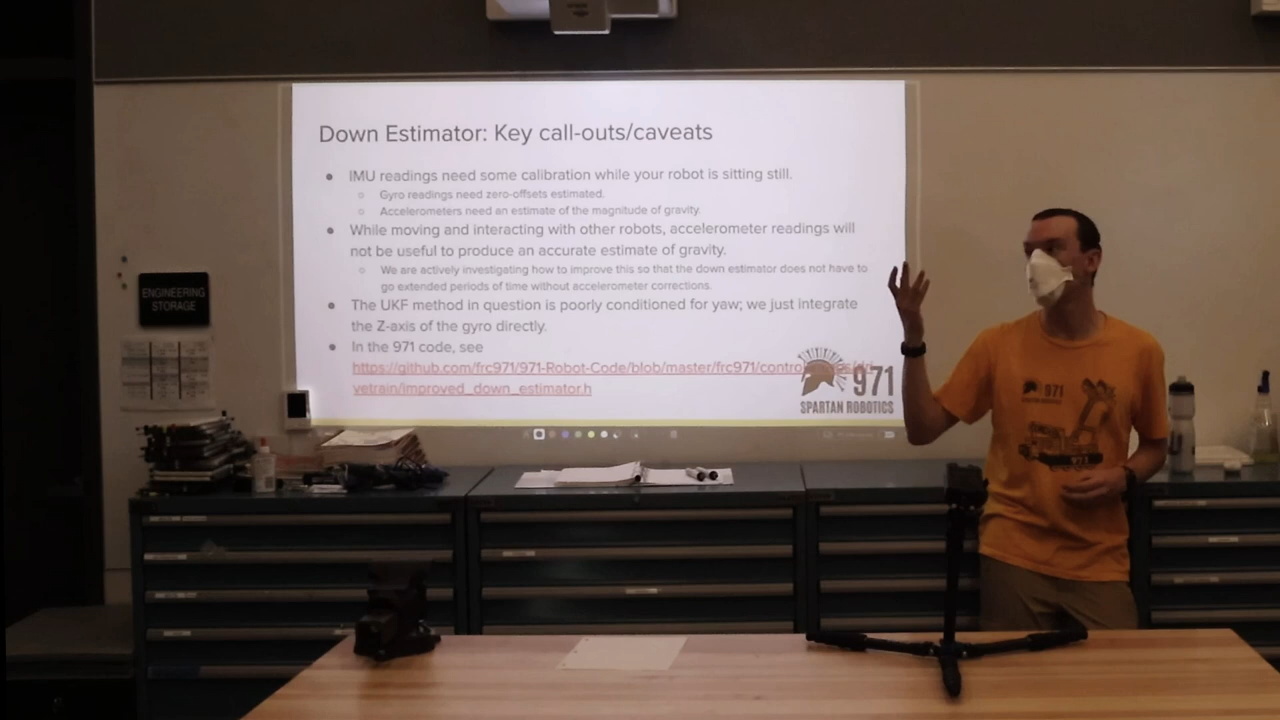 Down Estimator: Key call-outs/caveats
● IMU readings need some calibration while your robot is sitting still.
○ Gyro readings need zero-offsets estimated.
○ Accelerometers need an estimate of the magnitude of gravity.
● While moving and interacting with other robots, accelerometer readings will
not be useful to produce an accurate estimate of gravity.
○ We are actively investigating how to improve this so that the down estimator does not have to
go extended periods of time without accelerometer corrections.
● The UKF method in question is poorly conditioned for yaw; we just integrate
the Z-axis of the gyro directly.
● In the 971 code, see
https://github.com/frc971/971-Robot-Code/blob/master/frc971/contro
vetrain/improved_down_estimator.h
971
SPARTAN ROBOTICS
ENGINEERING
STORAGE
971
SPARTAN ROBOTICS
971